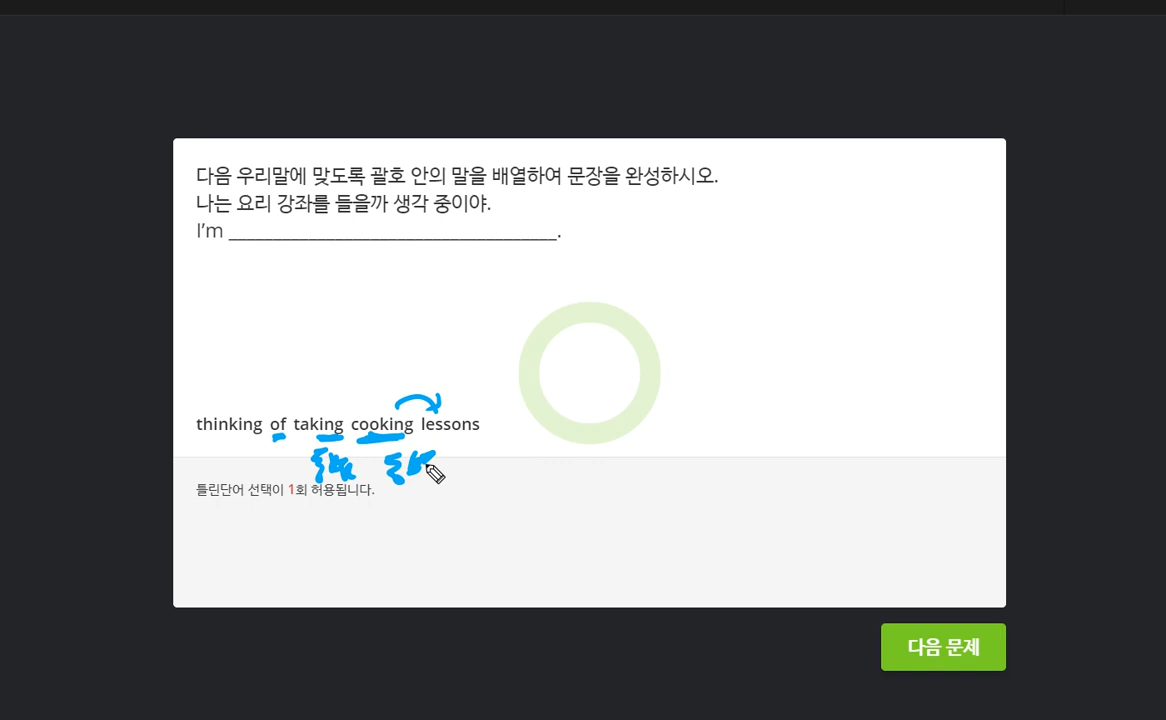 다음 우리말에 맞도록 괄호 안의 말을 배열하여 문장을 완성하시오.
나는 요리 강좌를 들을까 생각 중이야.
I’m ___________________________________.
thinking of taking cooking lessons
틀린단어 선택이 1회 허용됩니다.
다음 문제